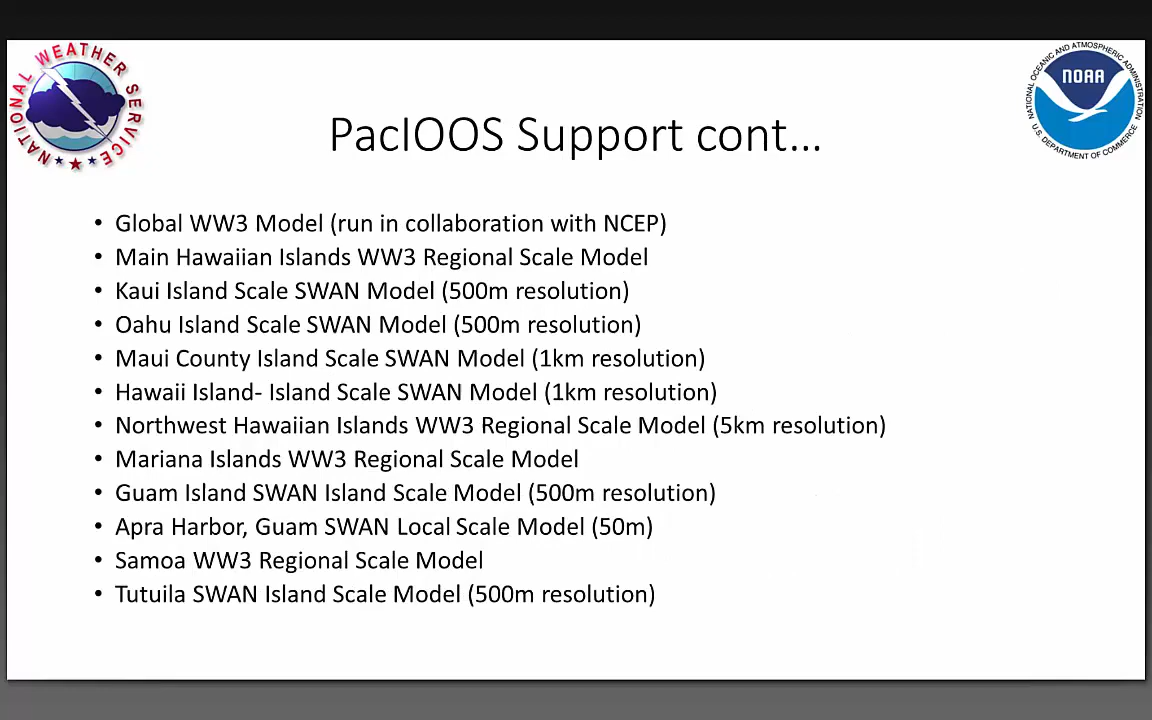 NATIONAL WEATHER SERVICE
NATIONAL OCEANIC AND ATMOSPHERIC ADMINISTRATION
NOAA
U.S. DEPARTMENT OF COMMERCE
PacIOOS Support cont...
• Global WW3 Model (run in collaboration with NCEP)
• Main Hawaiian Islands WW3 Regional Scale Model
• Kaui Island Scale SWAN Model (500m resolution)
• Oahu Island Scale SWAN Model (500m resolution)
• Maui County Island Scale SWAN Model (1km resolution)
• Hawaii Island- Island Scale SWAN Model (1km resolution)
• Northwest Hawaiian Islands WW3 Regional Scale Model (5km resolution)
• Mariana Islands WW3 Regional Scale Model
• Guam Island SWAN Island Scale Model (500m resolution)
• Apra Harbor, Guam SWAN Local Scale Model (50m)
• Samoa WW3 Regional Scale Model
• Tutuila SWAN Island Scale Model (500m resolution)